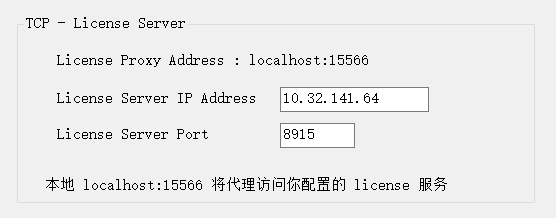 TCP - License Server
License Proxy Address : localhost:15566
License Server IP Address 10.32.141.64
License Server Port 8915
本地 localhost:15566 将代理访问你配置的 license 服务